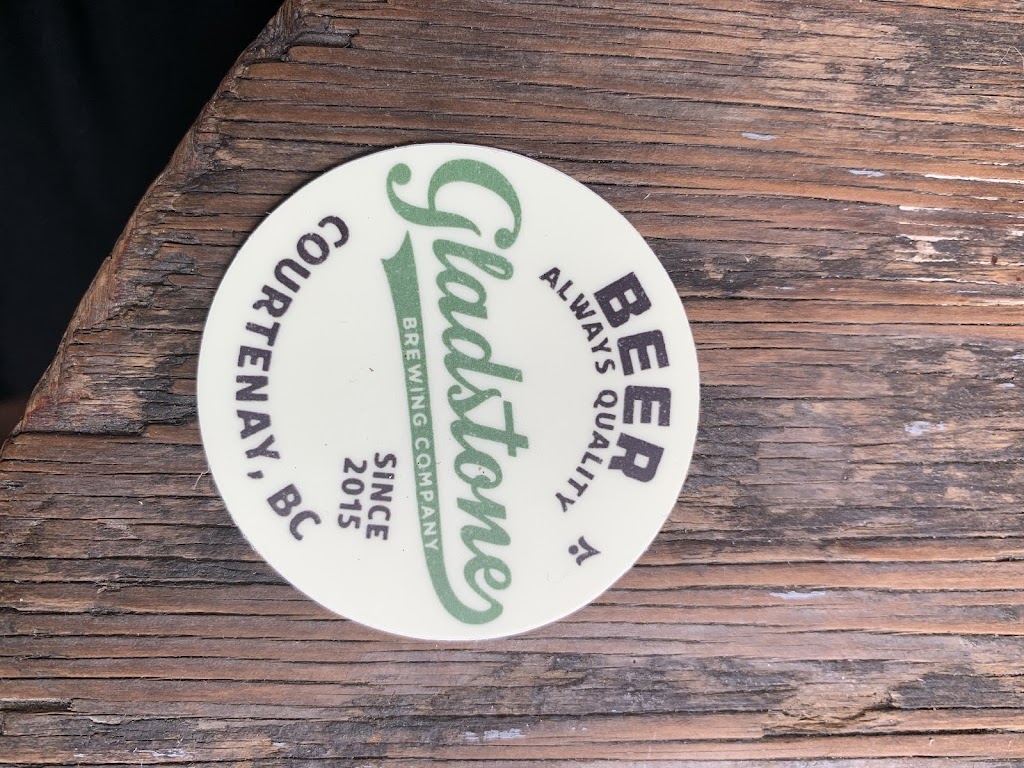 BEER
ALWAYS QUALITY
Gladstone
BREWING COMPANY
SINCE
2015
COURTENAY, BC